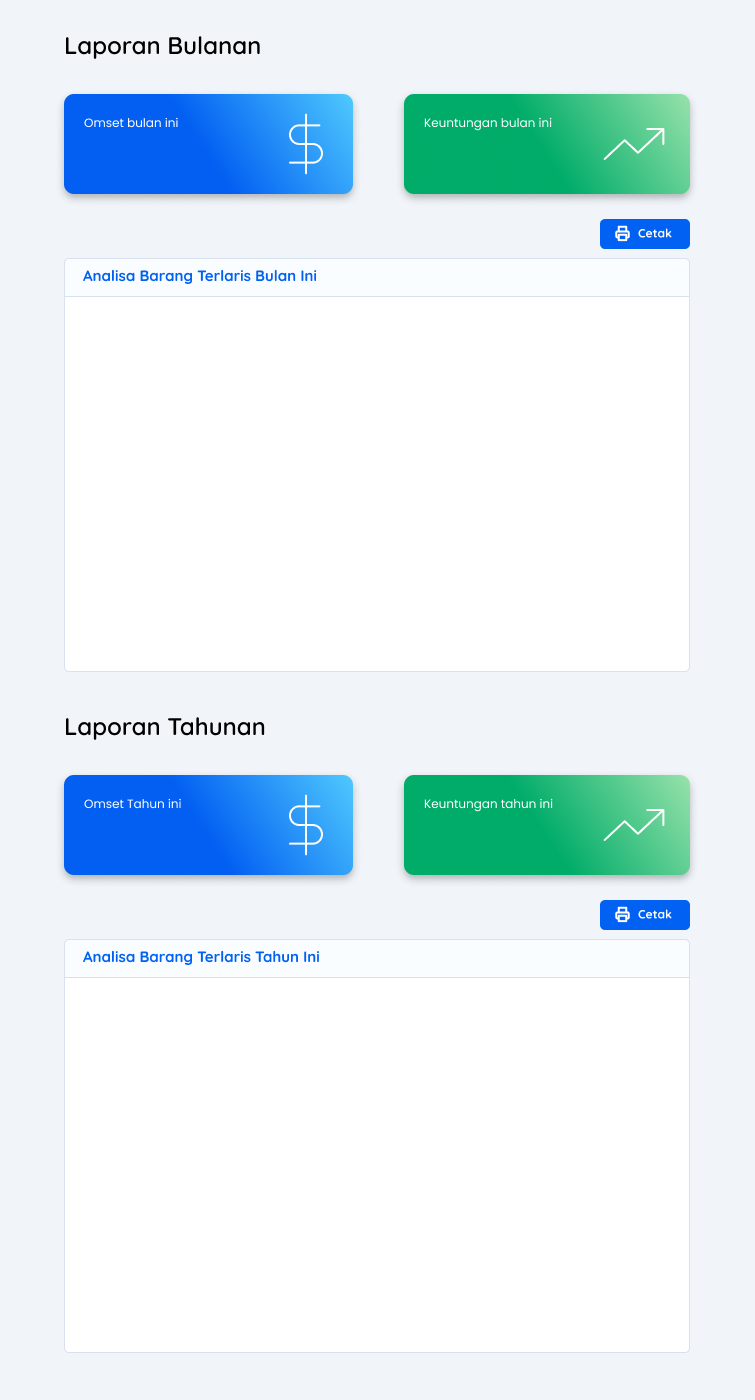 Laporan Bulanan
Omset bulan ini
Keuntungan bulan ini
Cetak
Analisa Barang Terlaris Bulan Ini
Laporan Tahunan
Omset Tahun ini
Keuntungan tahun ini
Cetak
Analisa Barang Terlaris Tahun Ini